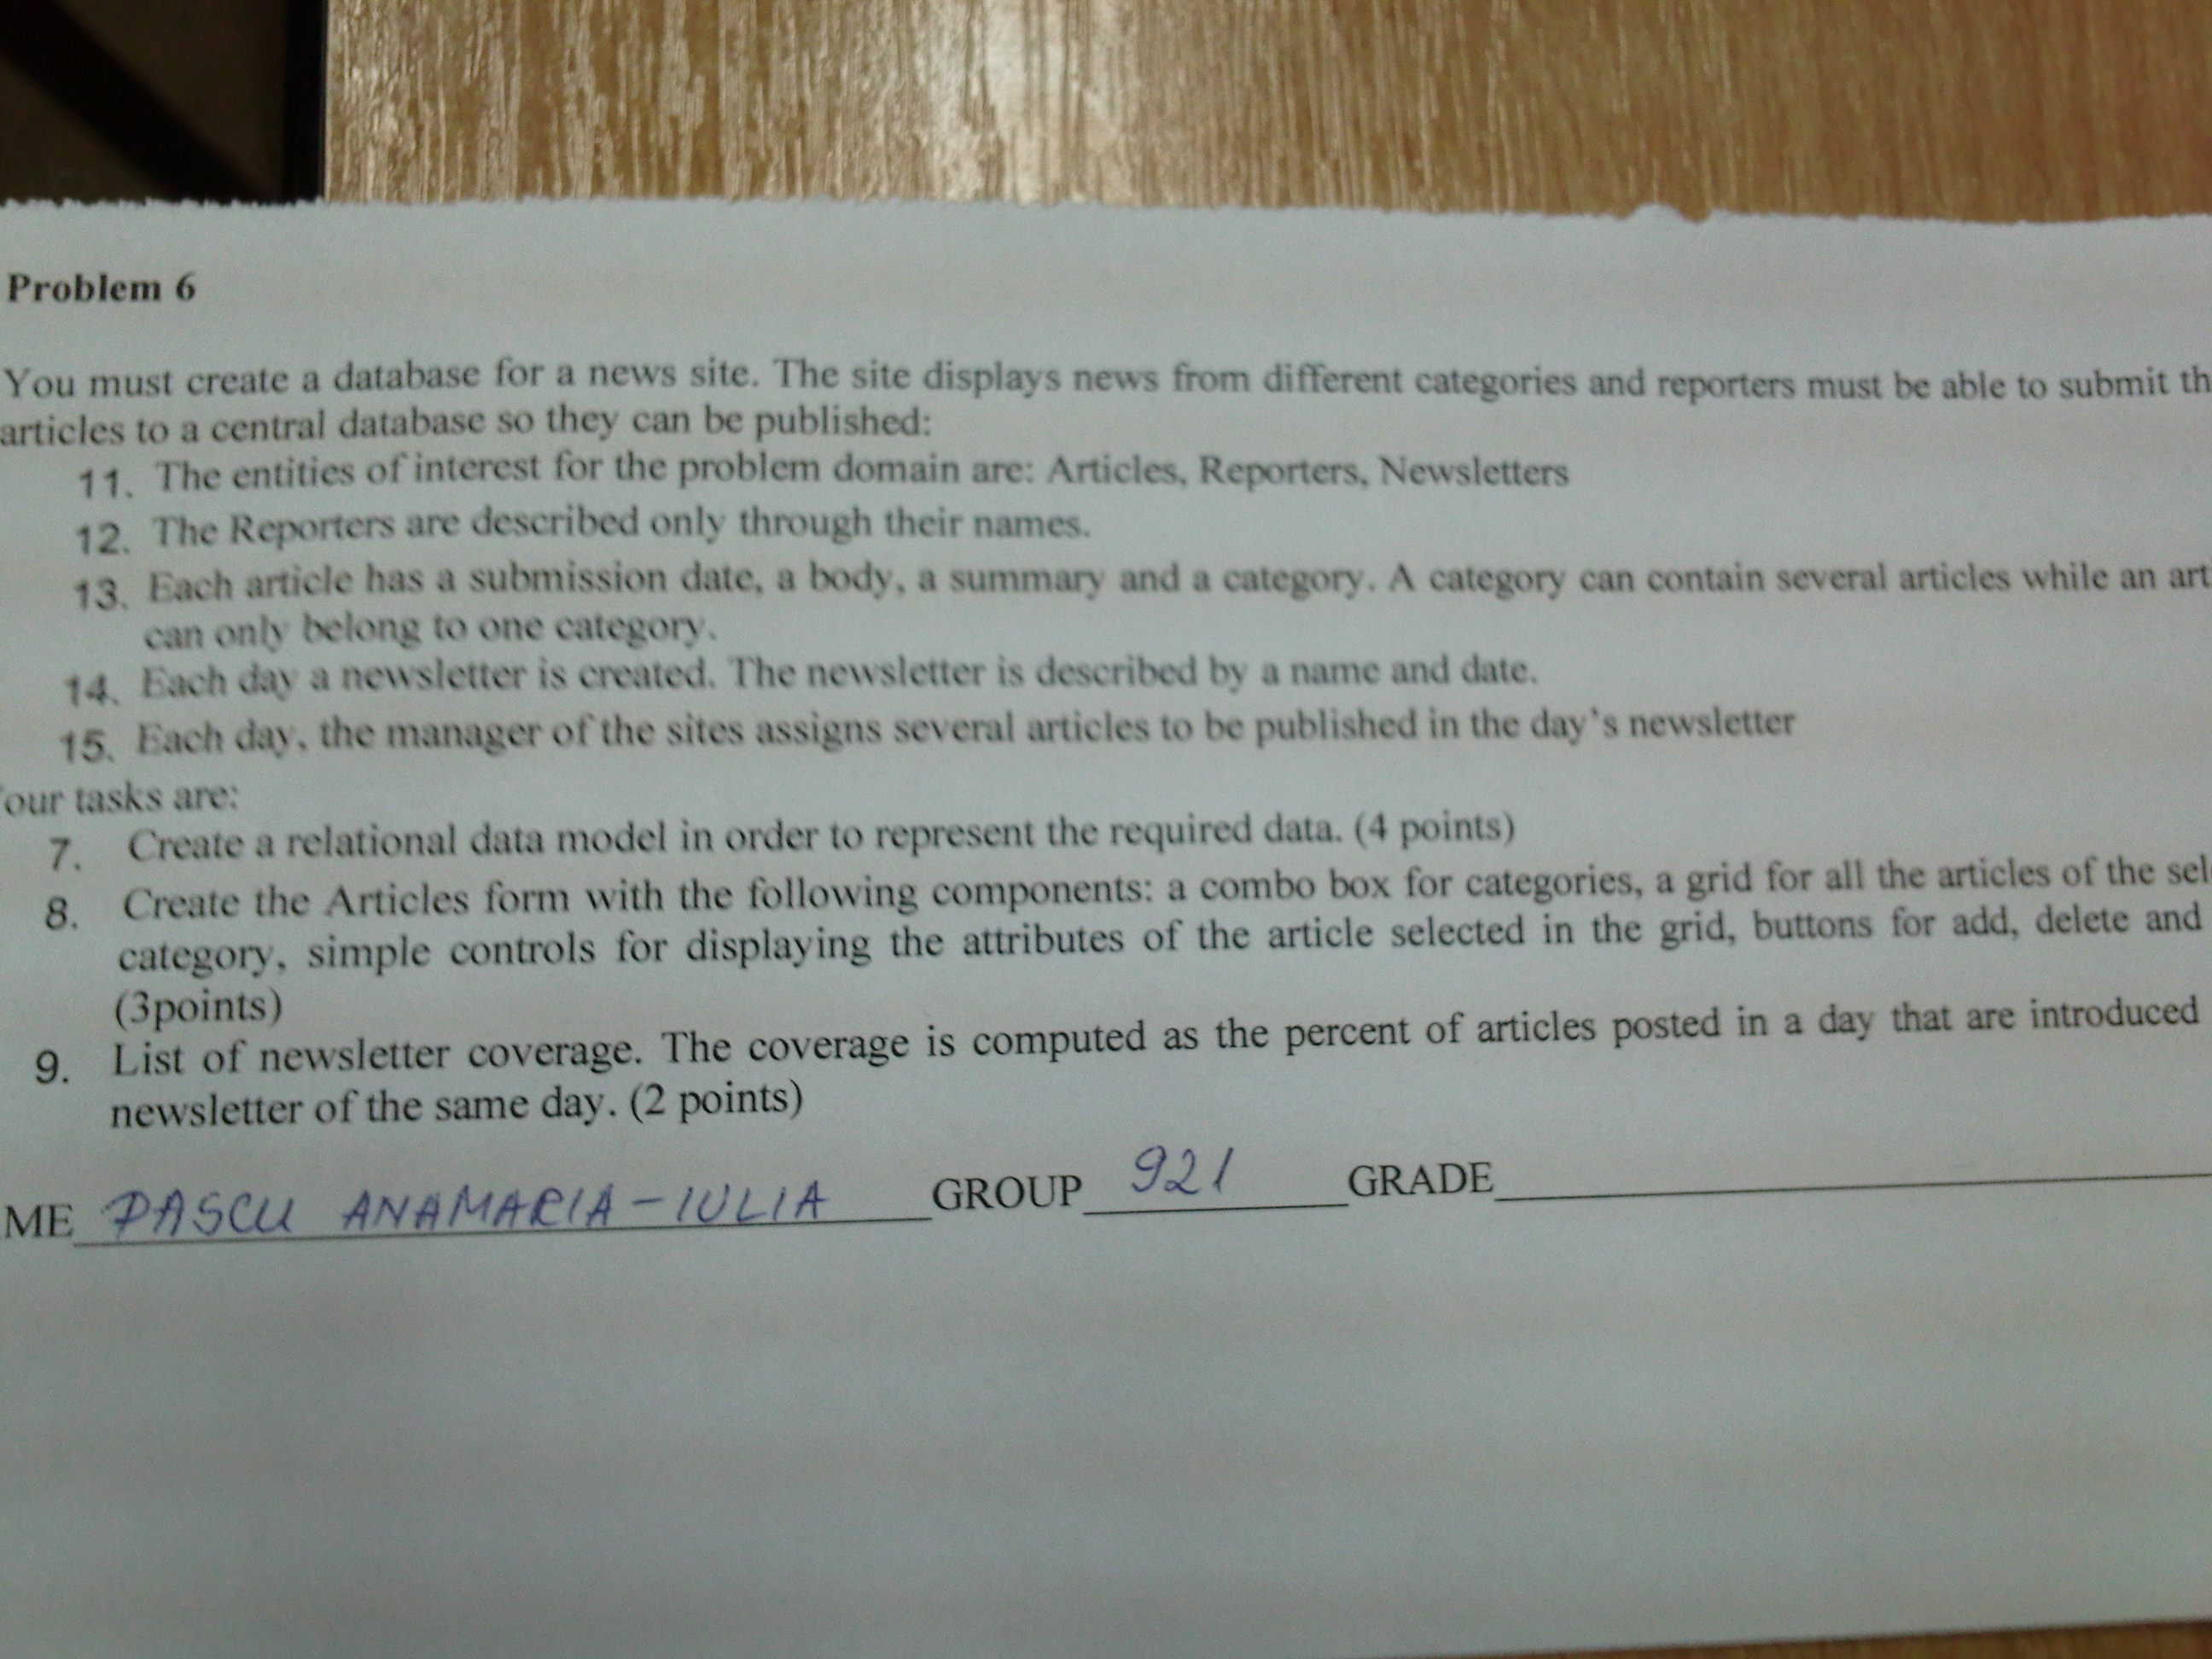 Problem 6
You must create a database for a news site. The site displays news from different categories and reporters must be able to submit th
articles to a central database so they can be published:
11. The entities of interest for the problem domain are: Articles, Reporters, Newsletters
12. The Reporters are described only through their names.
13. Each article has a submission date, a body, a summary and a category. A category can contain several articles while an art
can only belong to one category.
14. Each day a newsletter is created. The newsletter is described by a name and date.
15. Each day, the manager of the sites assigns several articles to be published in the day's newsletter
our tasks are:
7. Create a relational data model in order to represent the required data. (4 points)
8. Create the Articles form with the following components: a combo box for categories, a grid for all the articles of the sel
category, simple controls for displaying the attributes of the article selected in the grid, buttons for add, delete and
(3points)
9. List of newsletter coverage. The coverage is computed as the percent of articles posted in a day that are introduced
newsletter of the same day. (2 points)
ME PASCU ANAMARIA-IULIA GROUP 921 GRADE